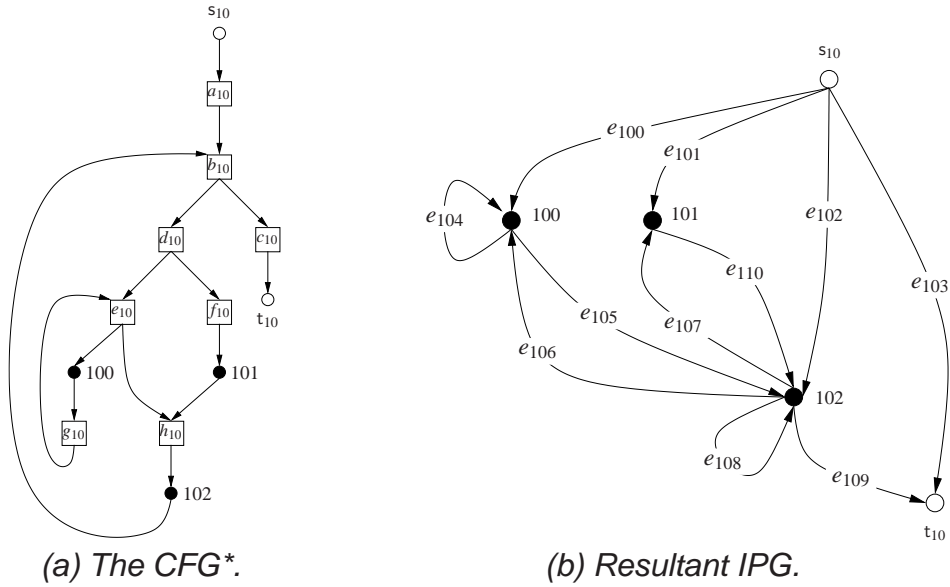 s10
a10
b10
d10
c10
e10
f10
t10
100
101
g10
h10
102
(a) The CFG*.
s10
e100
e101
e104
100
101
e102
e110
e103
e105
e107
e106
102
e108
e109
t10
(b) Resultant IPG.